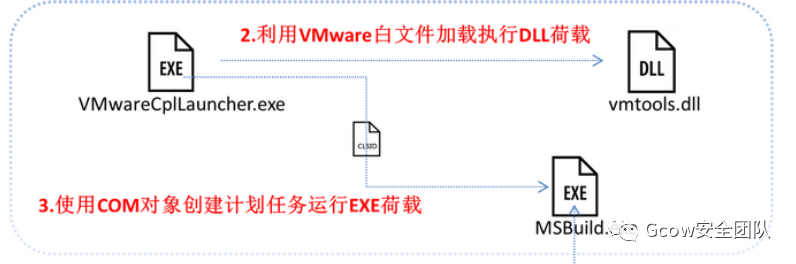 2.利用VMware白文件加载执行DLL荷载
EXE
DLL
VMwareCplLauncher.exe
vmtools.dll
CLSID
EXE
3.使用COM对象创建计划任务运行EXE荷载
MSBuild.
Gcow安全团队